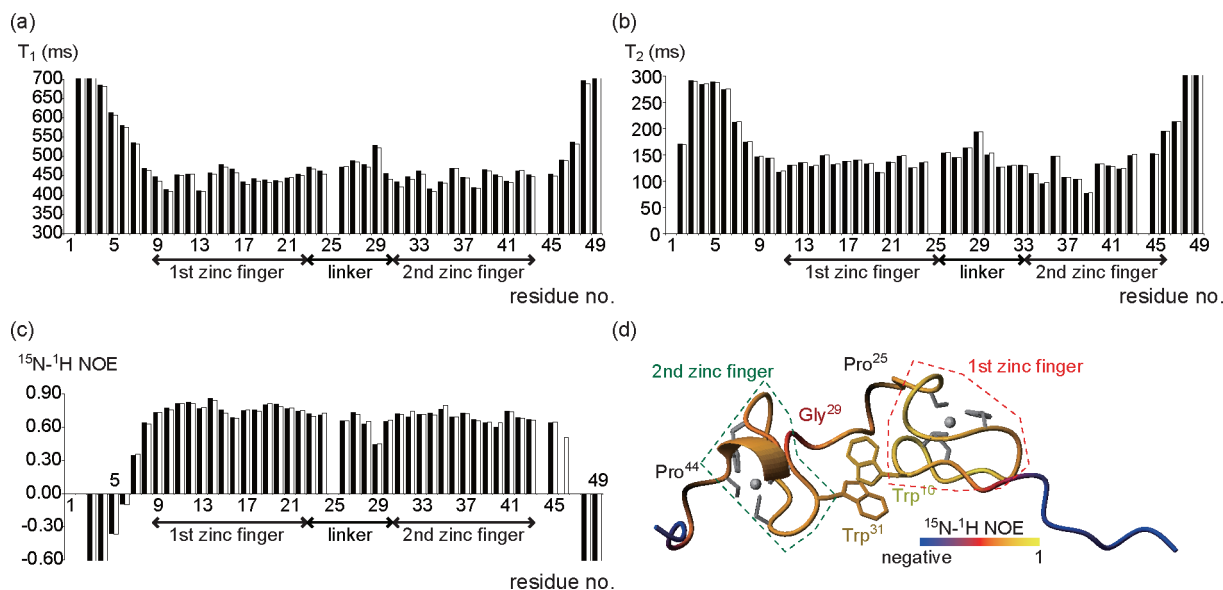 (a)
T1 (ms)
700
650
600
550
500
450
400
350
300
1 5 9 13 17 21 25 29 33 37 41 45 49
1st zinc finger linker 2nd zinc finger
residue no.
(b)
T2 (ms)
300
250
200
150
100
50
0
1 5 9 13 17 21 25 29 33 37 41 45 49
1st zinc finger linker 2nd zinc finger
residue no.
(c)
15N-1H NOE
0.90
0.60
0.30
0.00
-0.30
-0.60
1 5 9 13 17 21 25 29 33 37 41 45 49
1st zinc finger linker 2nd zinc finger
residue no.
(d)
2nd zinc finger
Pro25
1st zinc finger
Gly29
Pro44
Trp10
Trp31
15N-1H NOE
negative 1